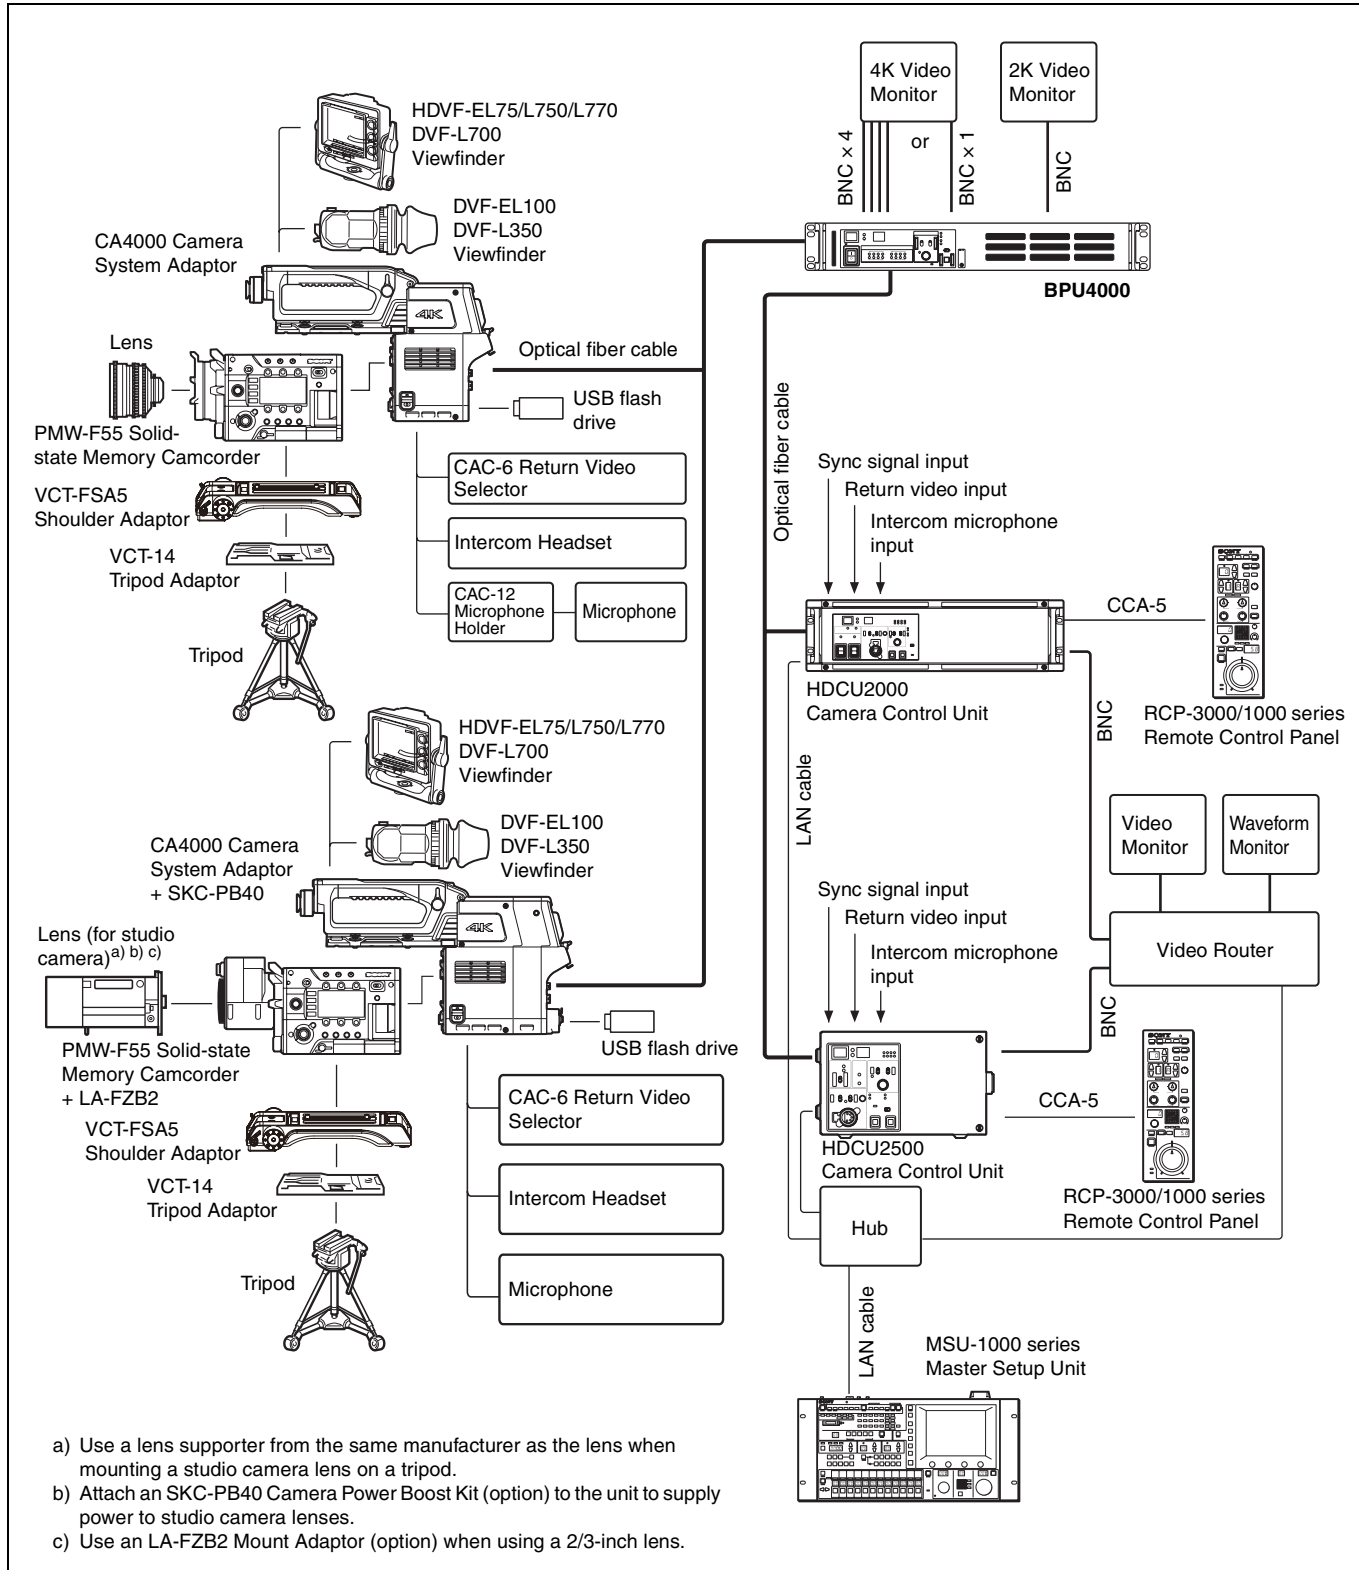 4K Video
Monitor
2K Video
Monitor
or
BNC × 4
BNC × 1
BNC
BPU4000
HDVF-EL75/L750/L770
DVF-L700
Viewfinder
DVF-EL100
DVF-L350
Viewfinder
CA4000 Camera
System Adaptor
4K
Lens
Optical fiber cable
USB flash
drive
PMW-F55 Solid-
state Memory Camcorder
CAC-6 Return Video
Selector
VCT-FSA5
Shoulder Adaptor
Intercom Headset
VCT-14
Tripod Adaptor
CAC-12
Microphone
Holder
Microphone
Tripod
Optical fiber cable
Sync signal input
Return video input
Intercom microphone
input
SONY
CCA-5
HDCU2000
Camera Control Unit
RCP-3000/1000 series
Remote Control Panel
BNC
LAN cable
HDVF-EL75/L750/L770
DVF-L700
Viewfinder
DVF-EL100
DVF-L350
Viewfinder
CA4000 Camera
System Adaptor
+ SKC-PB40
4K
Lens (for studio
camera)a) b) c)
USB flash drive
PMW-F55 Solid-state
Memory Camcorder
+ LA-FZB2
CAC-6 Return Video
Selector
VCT-FSA5
Shoulder Adaptor
Intercom Headset
VCT-14
Tripod Adaptor
Microphone
Tripod
Video
Monitor
Waveform
Monitor
Sync signal input
Return video input
Intercom microphone
input
Video Router
BNC
SONY
CCA-5
HDCU2500
Camera Control Unit
RCP-3000/1000 series
Remote Control Panel
Hub
LAN cable
MSU-1000 series
Master Setup Unit
SONY
a) Use a lens supporter from the same manufacturer as the lens when
mounting a studio camera lens on a tripod.
b) Attach an SKC-PB40 Camera Power Boost Kit (option) to the unit to supply
power to studio camera lenses.
c) Use an LA-FZB2 Mount Adaptor (option) when using a 2/3-inch lens.